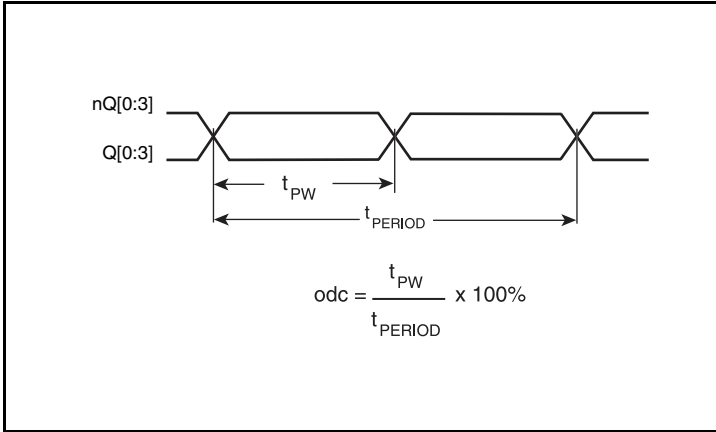 nQ[0:3]
Q[0:3]
tPW
tPERIOD
odc = tPW / tPERIOD x 100%